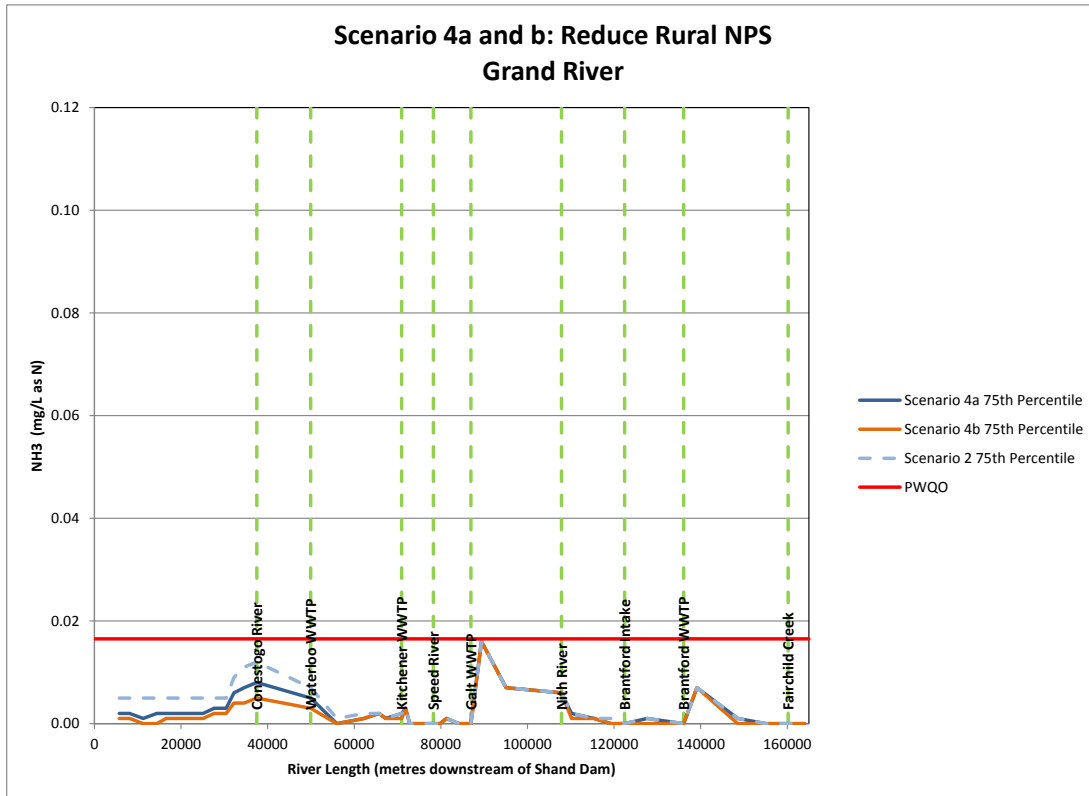 Scenario 4a and b: Reduce Rural NPS
Grand River
0.12
0.10
0.08
0.06
0.04
0.02
0.00
NH3 (mg/L as N)
Conestogo River
Waterloo WWTP
Kitchener WWTP
Speed River
Galt WWTP
Nith River
Brantford Intake
Brantford WWTP
Fairchild Creek
0
20000
40000
60000
80000
100000
120000
140000
160000
River Length (metres downstream of Shand Dam)
Scenario 4a 75th Percentile
Scenario 4b 75th Percentile
Scenario 2 75th Percentile
PWQO